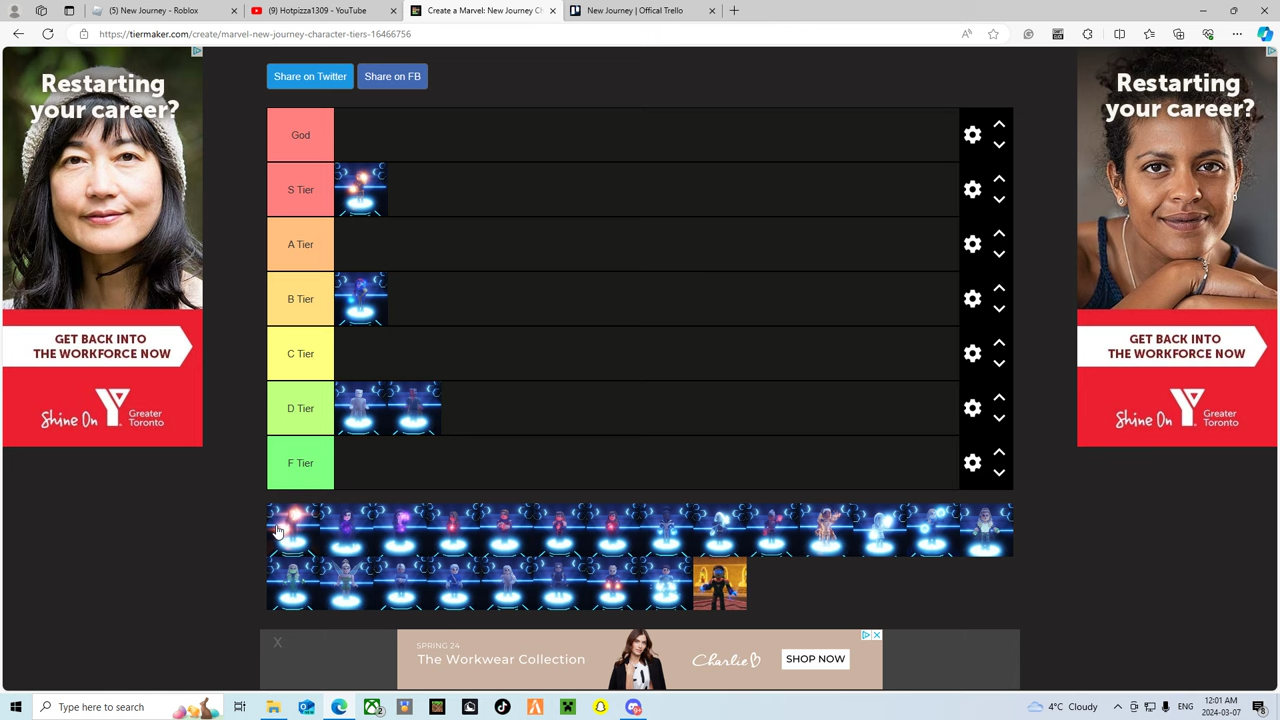 (5) New Journey - Roblox
(9) Hotpizza1309 - YouTube
Create a Marvel: New Journey Ch
New Journey | Offical Trello
https://tiermaker.com/create/marvel-new-journey-character-tiers-16466756
Share on Twitter
Share on FB
Restarting
your career?
GET BACK INTO
THE WORKFORCE NOW
Shine On
Y
Greater
Toronto
God
S Tier
A Tier
B Tier
C Tier
D Tier
F Tier
Restarting
your career?
GET BACK INTO
THE WORKFORCE NOW
Shine On
Y
Greater
Toronto
X
SPRING 24
The Workwear Collection
Charlie B
SHOP NOW
Type here to search
4°C Cloudy
ENG
12:01 AM
2024-03-07